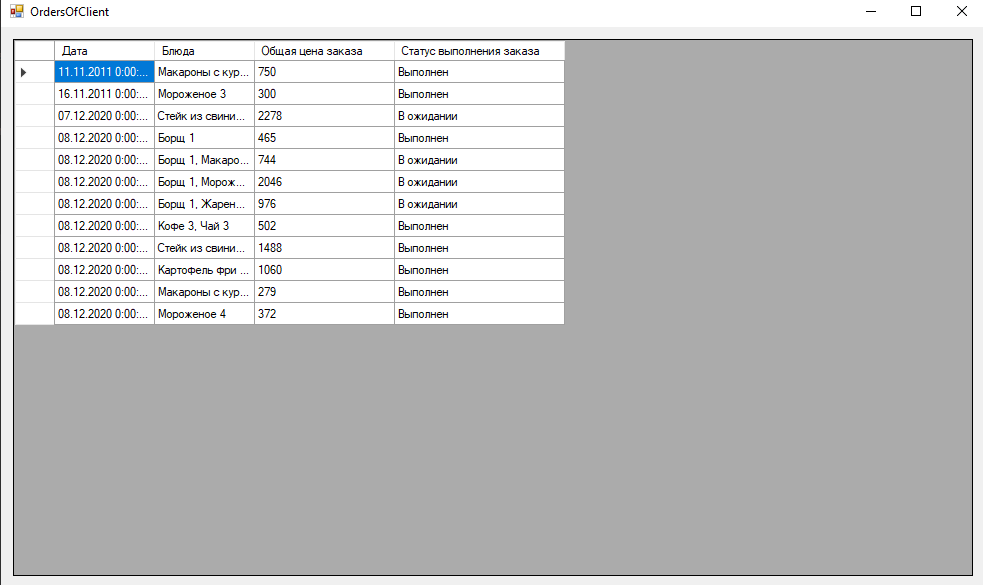 OrdersOfClient
Дата Блюда Общая цена заказа Статус выполнения заказа
11.11.2011 0:00:... Макароны с кур... 750 Выполнен
16.11.2011 0:00:... Мороженое 3 300 Выполнен
07.12.2020 0:00:... Стейк из свини... 2278 В ожидании
08.12.2020 0:00:... Борщ 1 465 Выполнен
08.12.2020 0:00:... Борщ 1, Макаро... 744 В ожидании
08.12.2020 0:00:... Борщ 1, Морож... 2046 В ожидании
08.12.2020 0:00:... Борщ 1, Жарен... 976 В ожидании
08.12.2020 0:00:... Кофе 3, Чай 3 502 Выполнен
08.12.2020 0:00:... Стейк из свини... 1488 Выполнен
08.12.2020 0:00:... Картофель фри ... 1060 Выполнен
08.12.2020 0:00:... Макароны с кур... 279 Выполнен
08.12.2020 0:00:... Мороженое 4 372 Выполнен